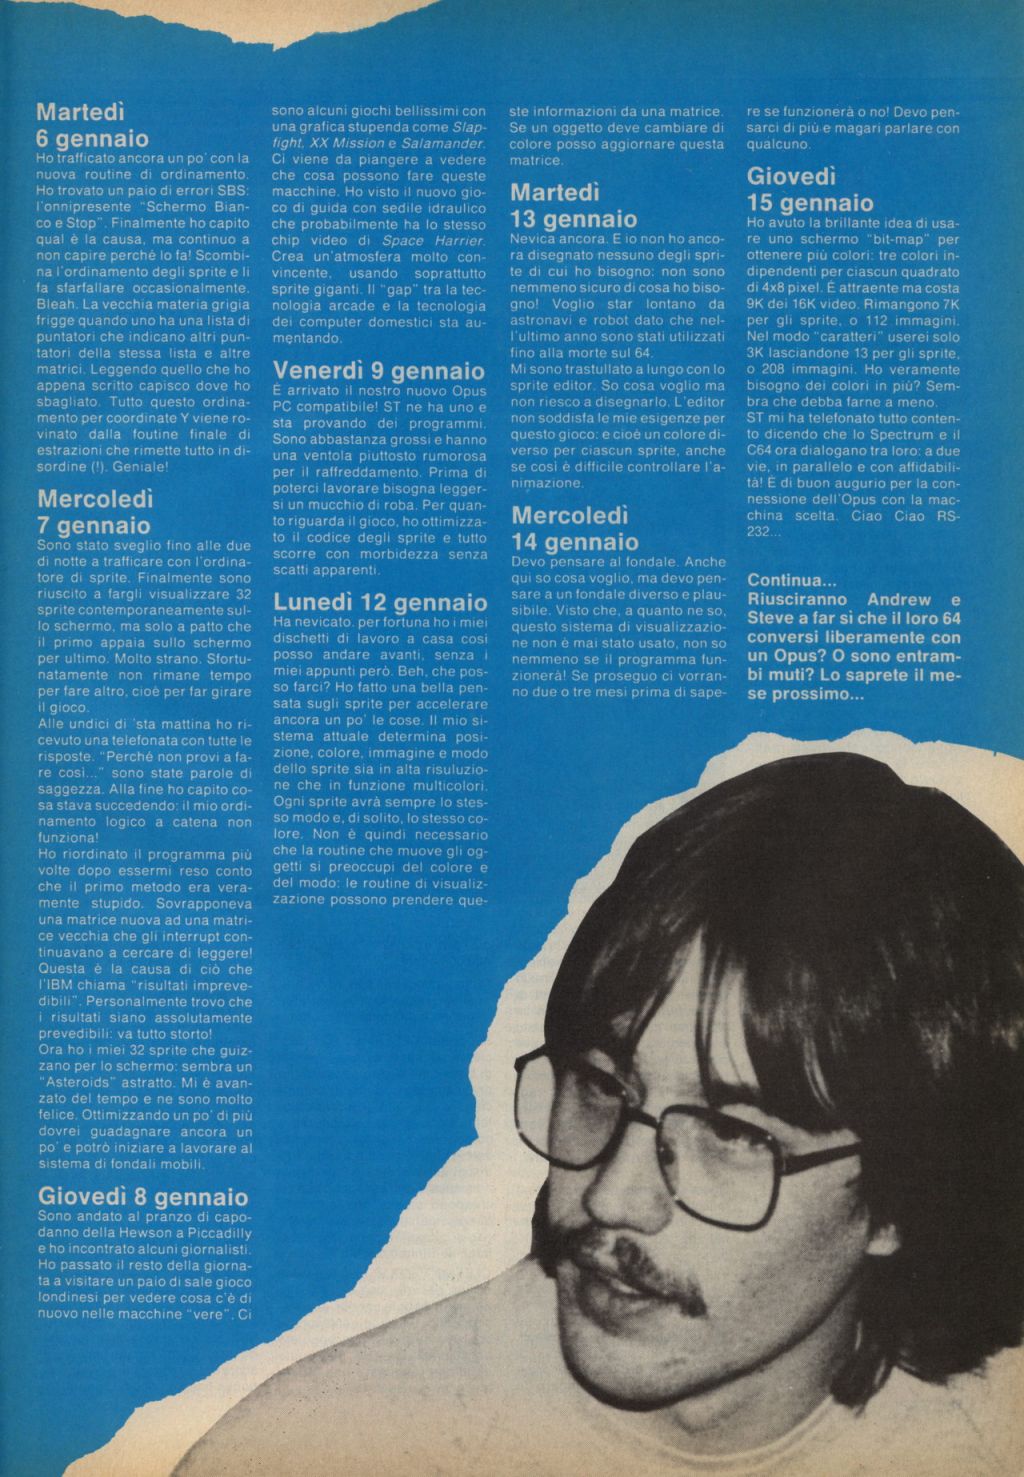 Martedì
6 gennaio
Ho trafficato ancora un po' con la
nuova routine di ordinamento.
Ho trovato un paio di errori SBS:
l'onnipresente "Schermo Bian-
co e Stop". Finalmente ho capito
qual è la causa, ma continuo a
non capire perché lo fa! Scombi-
na l'ordinamento degli sprite e li
fa sfarfallare occasionalmente.
Bleah. La vecchia materia grigia
frigge quando uno ha una lista di
puntatori che indicano altri pun-
tatori della stessa lista e altre
matrici. Leggendo quello che ho
appena scritto capisco dove ho
sbagliato. Tutto questo ordina-
mento per coordinate Y viene ro-
vinato dalla foutine finale di
estrazioni che rimette tutto in di-
sordine (!). Geniale!
Mercoledì
7 gennaio
Sono stato sveglio fino alle due
di notte a trafficare con l'ordina-
tore di sprite. Finalmente sono
riuscito a fargli visualizzare 32
sprite contemporaneamente sul-
lo schermo, ma solo a patto che
il primo appaia sullo schermo
per ultimo. Molto strano. Sfortu-
natamente non rimane tempo
per fare altro, cioè per far girare
il gioco.
Alle undici di 'sta mattina ho ri-
cevuto una telefonata con tutte le
risposte. "Perché non provi a fa-
re così..." sono state parole di
saggezza. Alla fine ho capito co-
sa stava succedendo: il mio ordi-
namento logico a catena non
funziona!
Ho riordinato il programma più
volte dopo essermi reso conto
che il primo metodo era vera-
mente stupido. Sovrapponeva
una matrice nuova ad una matri-
ce vecchia che gli interrupt con-
tinuavano a cercare di leggere!
Questa è la causa di ciò che
l'IBM chiama "risultati impreve-
dibili". Personalmente trovo che
i risultati siano assolutamente
prevedibili: va tutto storto!
Ora ho i miei 32 sprite che guiz-
zano per lo schermo: sembra un
"Asteroids" astratto. Mi è avan-
zato del tempo e ne sono molto
felice. Ottimizzando un po' di più
dovrei guadagnare ancora un
po' e potrò iniziare a lavorare al
sistema di fondali mobili.
Giovedì 8 gennaio
Sono andato al pranzo di capo-
danno della Hewson a Piccadilly
e ho incontrato alcuni giornalisti.
Ho passato il resto della giorna-
ta a visitare un paio di sale gioco
londinesi per vedere cosa c'è di
nuovo nelle macchine "vere". Ci
sono alcuni giochi bellissimi con
una grafica stupenda come Slap-
fight, XX Mission e Salamander.
Ci viene da piangere a vedere
che cosa possono fare queste
macchine. Ho visto il nuovo gio-
co di guida con sedile idraulico
che probabilmente ha lo stesso
chip video di Space Harrier.
Crea un'atmosfera molto con-
vincente, usando soprattutto
sprite giganti. Il "gap" tra la tec-
nologia arcade e la tecnologia
dei computer domestici sta au-
mentando.
Venerdì 9 gennaio
È arrivato il nostro nuovo Opus
PC compatibile! ST ne ha uno e
sta provando dei programmi.
Sono abbastanza grossi e hanno
una ventola piuttosto rumorosa
per il raffreddamento. Prima di
poterci lavorare bisogna legger-
si un mucchio di roba. Per quan-
to riguarda il gioco, ho ottimizza-
to il codice degli sprite e tutto
scorre con morbidezza senza
scatti apparenti.
Lunedì 12 gennaio
Ha nevicato, per fortuna ho i miei
dischetti di lavoro a casa così
posso andare avanti, senza i
miei appunti però. Beh, che pos-
so farci? Ho fatto una bella pen-
sata sugli sprite per accelerare
ancora un po' le cose. Il mio si-
stema attuale determina posi-
zione, colore, immagine e modo
dello sprite sia in alta risuluzio-
ne che in funzione multicolori.
Ogni sprite avrà sempre lo stes-
so modo e, di solito, lo stesso co-
lore. Non è quindi necessario
che la routine che muove gli og-
getti si preoccupi del colore e
del modo: le routine di visualiz-
zazione possono prendere que-
ste informazioni da una matrice.
Se un oggetto deve cambiare di
colore posso aggiornare questa
matrice.
Martedì
13 gennaio
Nevica ancora. E io non ho anco-
ra disegnato nessuno degli spri-
te di cui ho bisogno: non sono
nemmeno sicuro di cosa ho biso-
gno! Voglio star lontano da
astronavi e robot dato che nel-
l'ultimo anno sono stati utilizzati
fino alla morte sul 64.
Mi sono trastullato a lungo con lo
sprite editor. So cosa voglio ma
non riesco a disegnarlo. L'editor
non soddisfa le mie esigenze per
questo gioco: e cioè un colore di-
verso per ciascun sprite, anche
se così è difficile controllare l'a-
nimazione.
Mercoledì
14 gennaio
Devo pensare al fondale. Anche
qui so cosa voglio, ma devo pen-
sare a un fondale diverso e plau-
sibile. Visto che, a quanto ne so,
questo sistema di visualizzazio-
ne non è mai stato usato, non so
nemmeno se il programma fun-
zionerà! Se proseguo ci vorran-
no due o tre mesi prima di sape-
re se funzionerà o no! Devo pen-
sarci di più e magari parlare con
qualcuno.
Giovedì
15 gennaio
Ho avuto la brillante idea di usa-
re uno schermo "bit-map" per
ottenere più colori: tre colori in-
dipendenti per ciascun quadrato
di 4x8 pixel. È attraente ma costa
9K dei 16K video. Rimangono 7K
per gli sprite, o 112 immagini.
Nel modo "caratteri" userei solo
3K lasciandone 13 per gli sprite,
o 208 immagini. Ho veramente
bisogno dei colori in più? Sem-
bra che debba farne a meno.
ST mi ha telefonato tutto conten-
to dicendo che lo Spectrum e il
C64 ora dialogano tra loro: a due
vie, in parallelo e con affidabili-
tà! È di buon augurio per la con-
nessione dell'Opus con la mac-
china scelta. Ciao Ciao RS-
232...
Continua...
Riusciranno Andrew e
Steve a far sì che il loro 64
conversi liberamente con
un Opus? O sono entram-
bi muti? Lo saprete il me-
se prossimo...